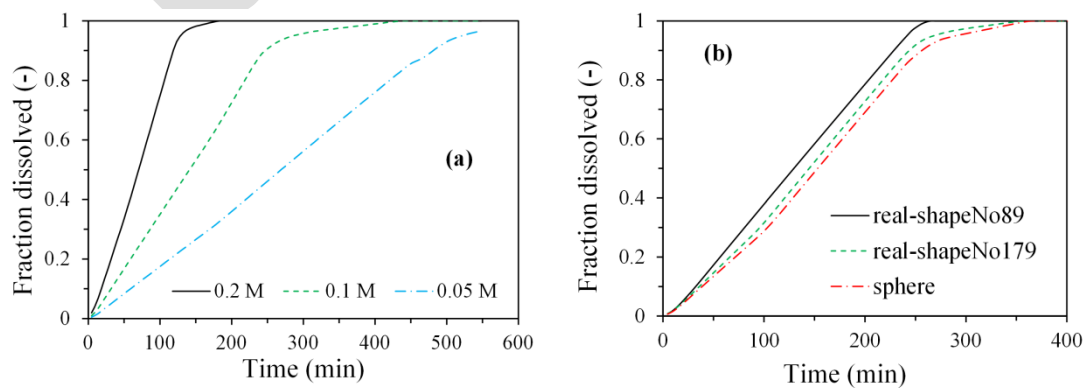 Fraction dissolved (-)
1
0.8
0.6
0.4
0.2
0
(a)
0.2 M
0.1 M
0.05 M
0 100 200 300 400 500 600
Time (min)
Fraction dissolved (-)
1
0.8
0.6
0.4
0.2
0
(b)
real-shapeNo89
real-shapeNo179
sphere
0 100 200 300 400
Time (min)